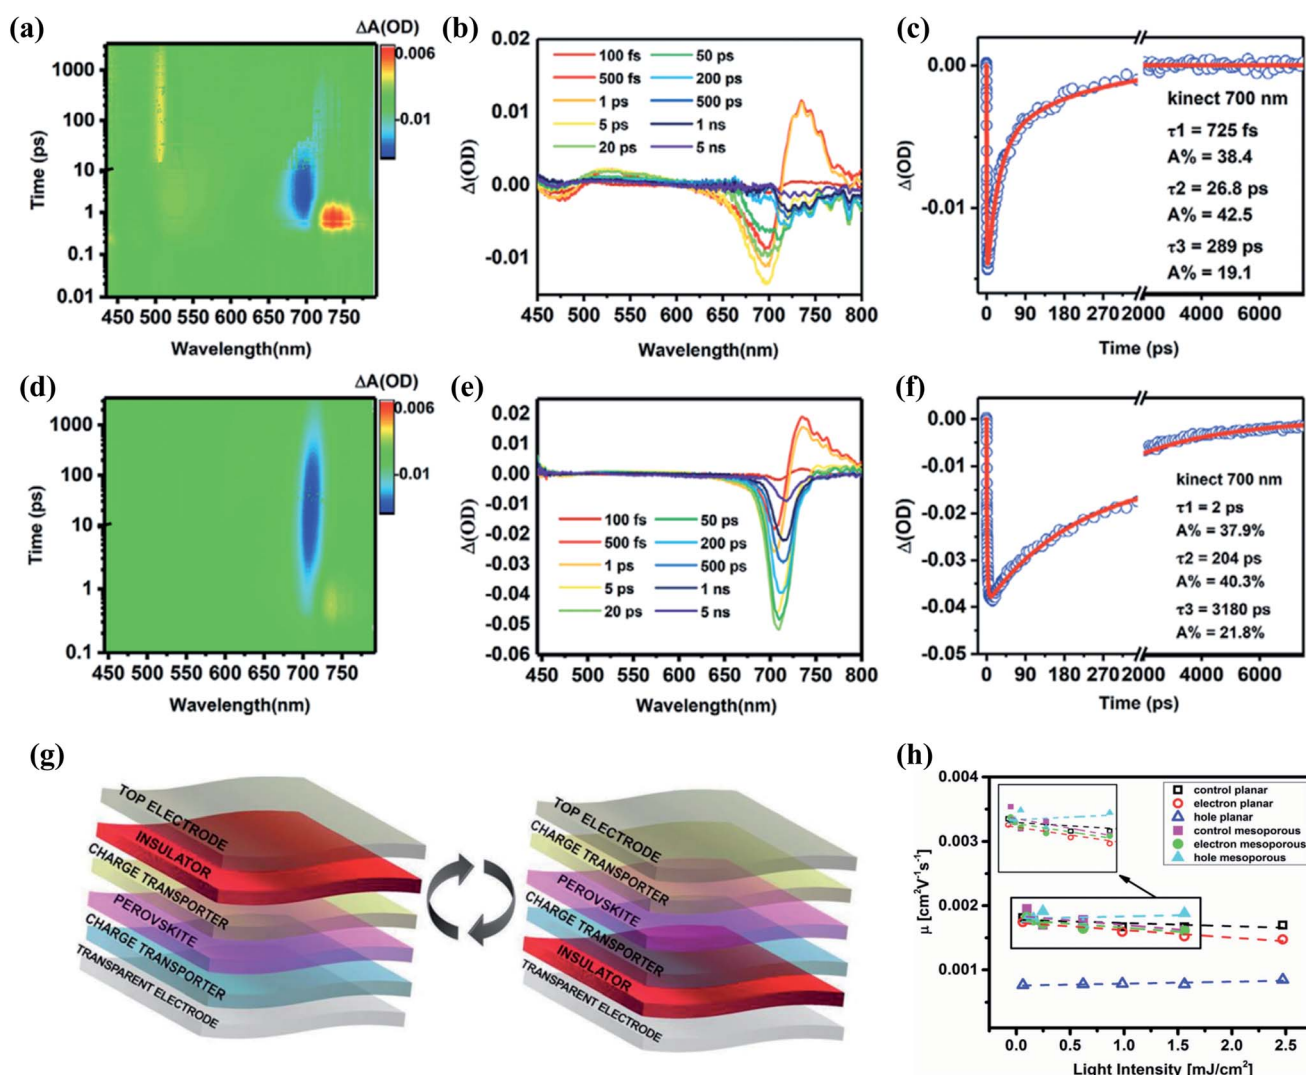 (a)
ΔA(OD)
0.006
-0.01
1000
100
10
1
0.1
0.01
Time (ps)
450 500 550 600 650 700 750
Wavelength(nm)
(b)
0.02
0.01
0.00
-0.01
Δ(OD)
100 fs
500 fs
1 ps
5 ps
20 ps
50 ps
200 ps
500 ps
1 ns
5 ns
450 500 550 600 650 700 750 800
Wavelength(nm)
(c)
0.00
-0.01
Δ(OD)
kinect 700 nm
τ1 = 725 fs
A% = 38.4
τ2 = 26.8 ps
A% = 42.5
τ3 = 289 ps
A% = 19.1
0 90 180 270 2000 4000 6000
Time (ps)
(d)
ΔA(OD)
0.006
-0.01
1000
100
10
1
0.1
Time (ps)
450 500 550 600 650 700 750
Wavelength(nm)
(e)
0.02
0.01
0.00
-0.01
-0.02
-0.03
-0.04
-0.05
-0.06
Δ(OD)
100 fs
500 fs
1 ps
5 ps
20 ps
50 ps
200 ps
500 ps
1 ns
5 ns
450 500 550 600 650 700 750 800
Wavelength(nm)
(f)
0.00
-0.01
-0.02
-0.03
-0.04
-0.05
Δ(OD)
kinect 700 nm
τ1 = 2 ps
A% = 37.9%
τ2 = 204 ps
A% = 40.3%
τ3 = 3180 ps
A% = 21.8%
0 90 180 270 2000 4000 6000
Time (ps)
(g)
TOP ELECTRODE
INSULATOR
CHARGE TRANSPORTER
PEROVSKITE
CHARGE TRANSPORTER
TRANSPARENT ELECTRODE
TOP ELECTRODE
CHARGE TRANSPORTER
PEROVSKITE
CHARGE TRANSPORTER
INSULATOR
TRANSPARENT ELECTRODE
(h)
0.004
0.003
0.002
0.001
μ [cm²V⁻¹s⁻¹]
control planar
electron planar
hole planar
control mesoporous
electron mesoporous
hole mesoporous
0.0 0.5 1.0 1.5 2.0 2.5
Light Intensity [mJ/cm²]